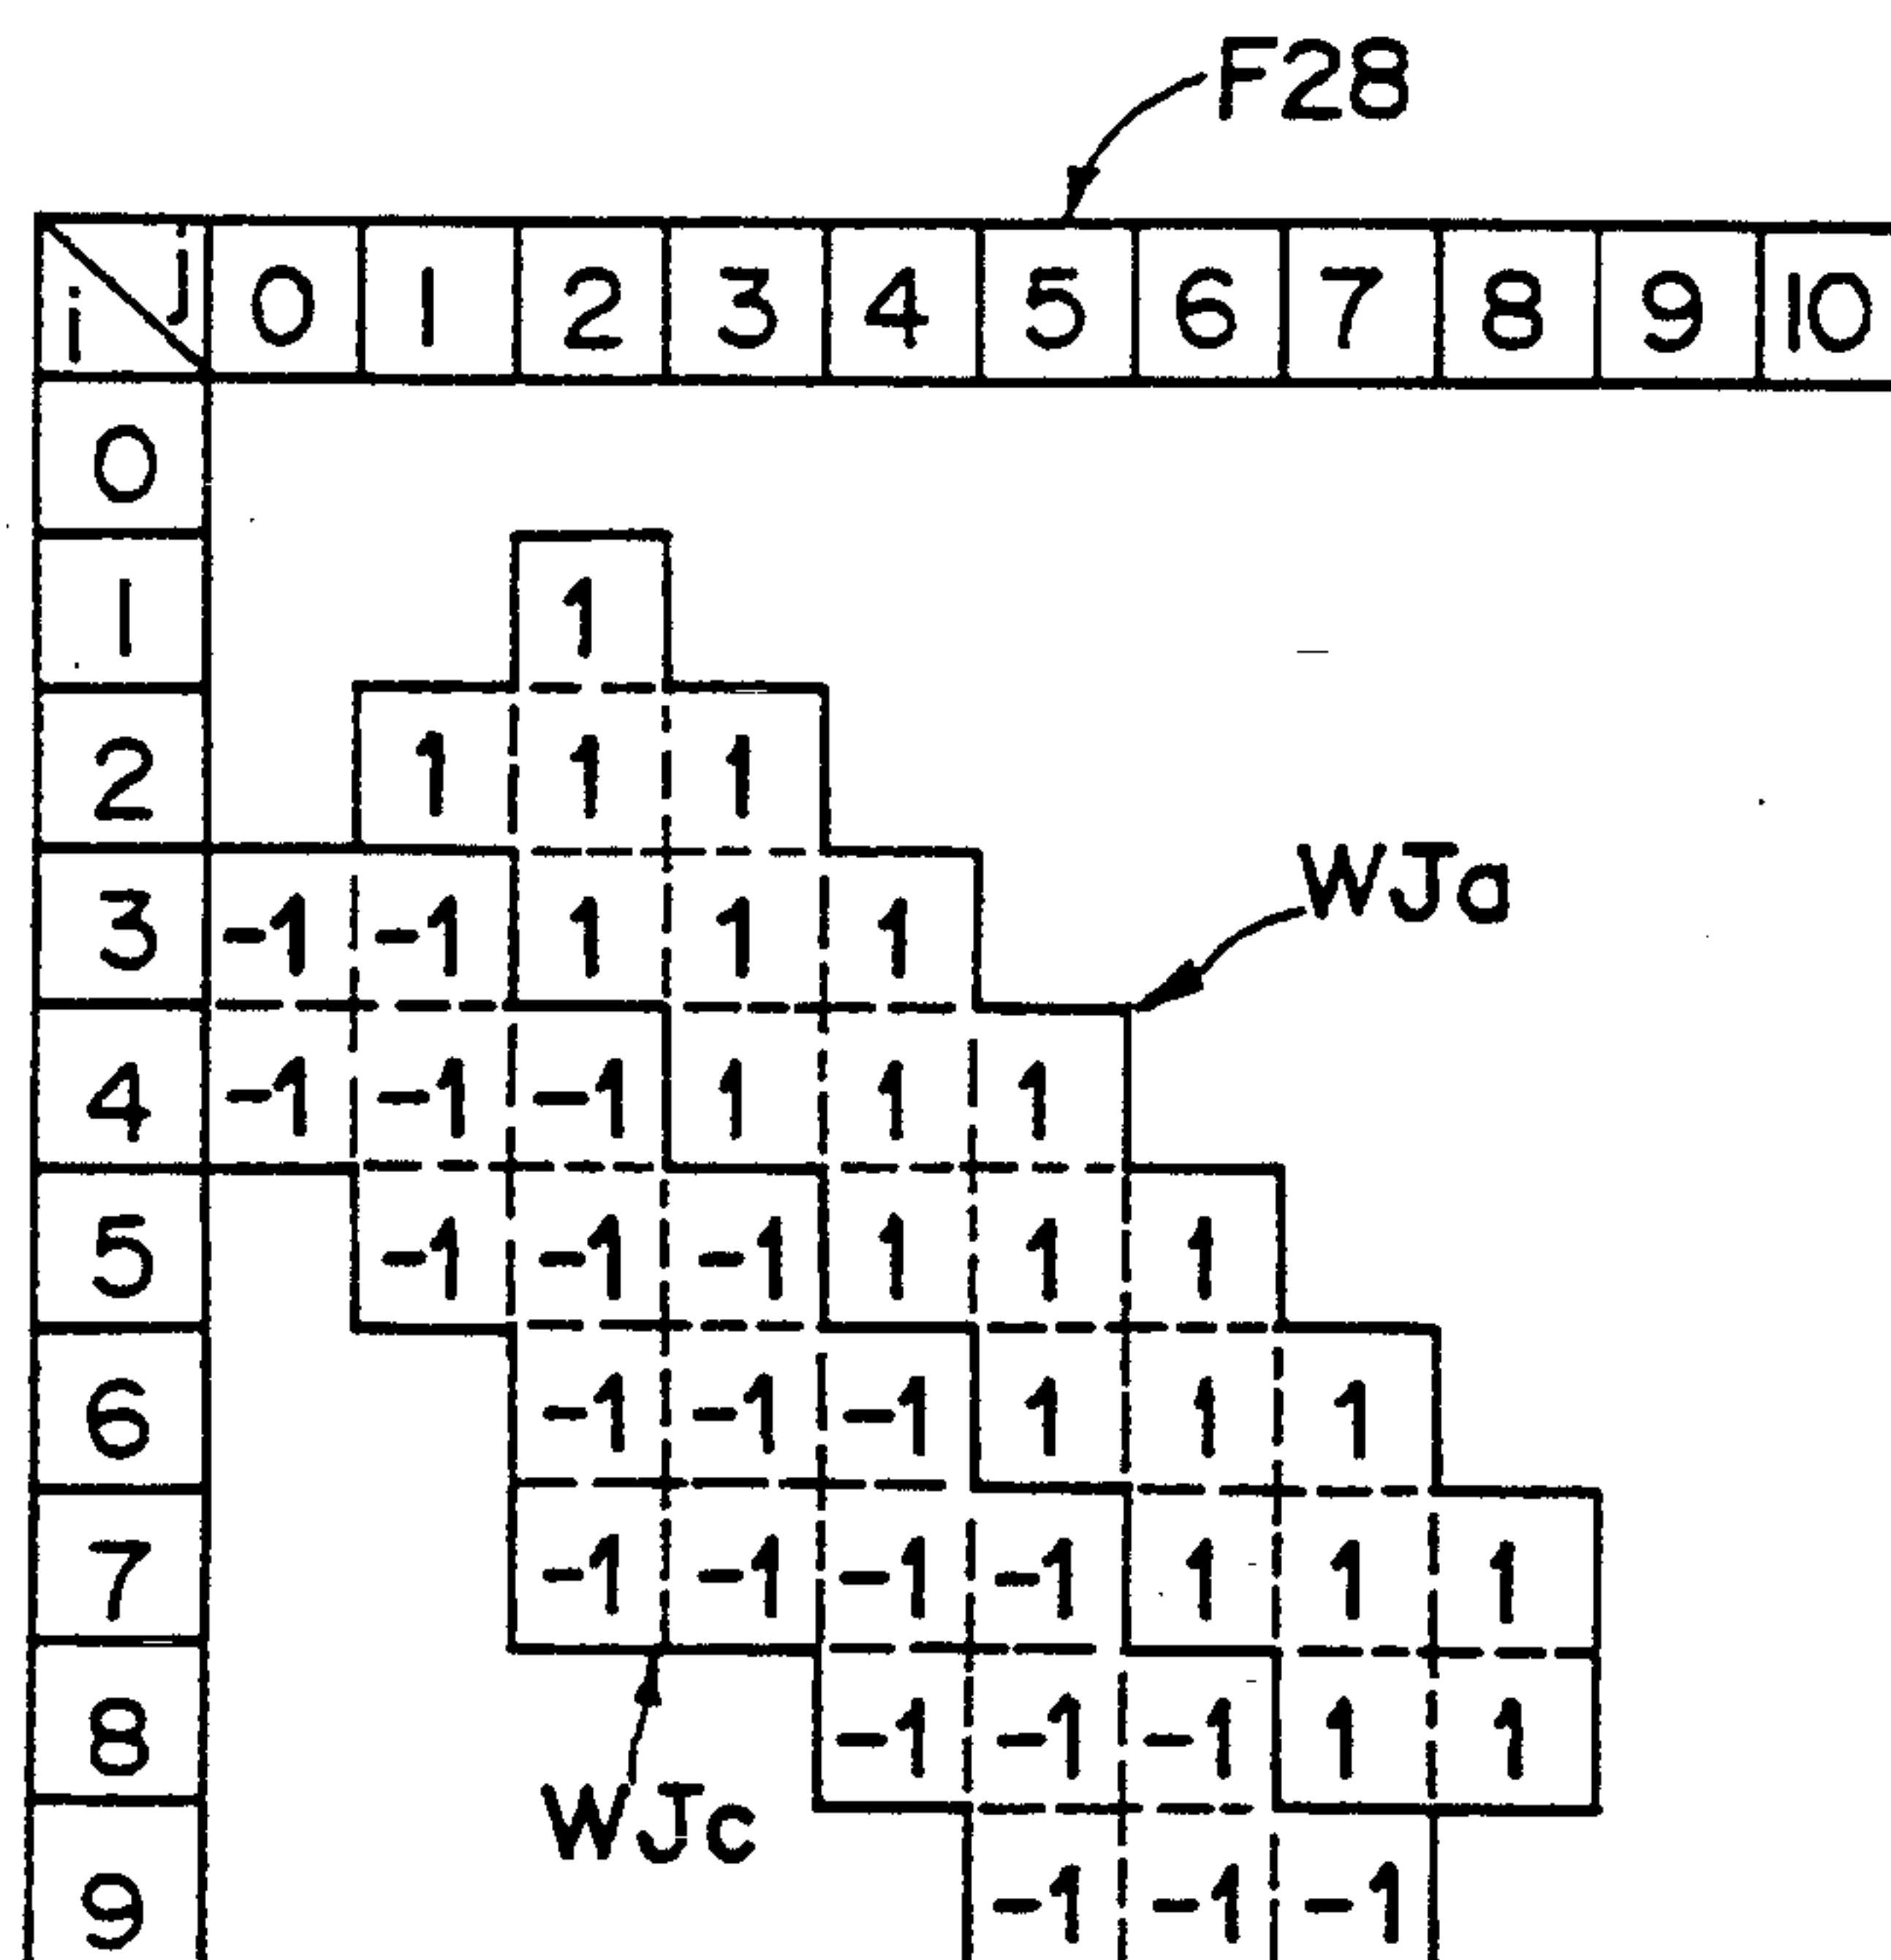 F28
i J 0 1 2 3 4 5 6 7 8 9 10
0
1 1
2 1 1 1
WJa
3 -1 -1 1 1 1
4 -1 -1 -1 1 1 1
5 -1 -1 -1 1 1 1
6 -1 -1 -1 1 1 1
7 -1 -1 -1 -1 1 1 1
8 -1 -1 -1 1 1
WJc
9 -1 -1 -1